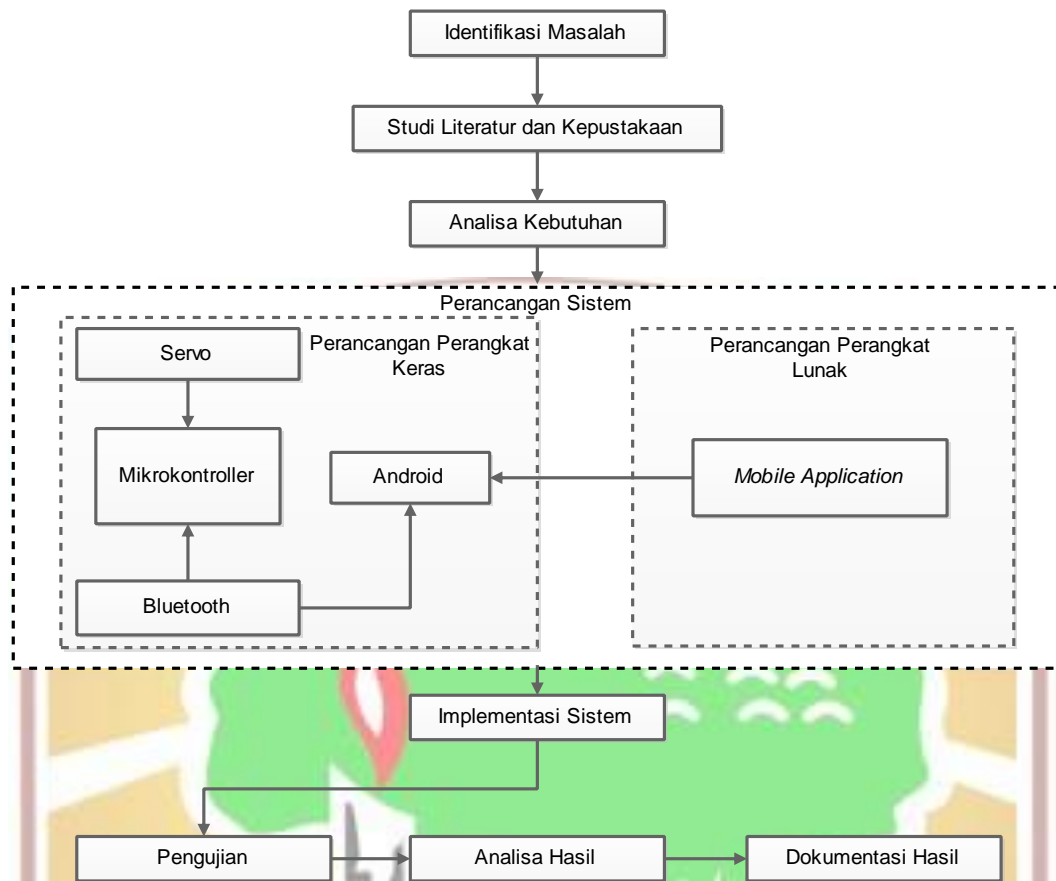 Identifikasi Masalah
Studi Literatur dan Kepustakaan
Analisa Kebutuhan
Perancangan Sistem
Perancangan Perangkat
Keras
Servo
Mikrokontroller
Android
Bluetooth
Perancangan Perangkat
Lunak
Mobile Application
Implementasi Sistem
Pengujian
Analisa Hasil
Dokumentasi Hasil